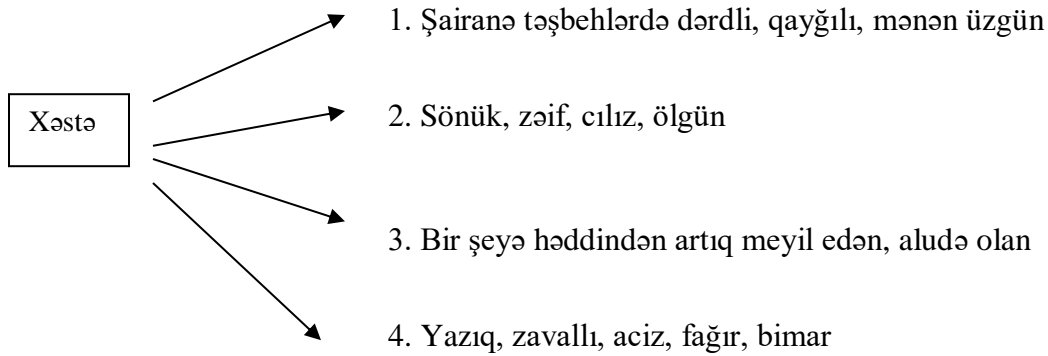 1. Şairanə təşbehlərdə dərdli, qayğılı, mənən üzgün
Xəstə
2. Sönük, zəif, cılız, ölgün
3. Bir şeyə həddindən artıq meyil edən, aludə olan
4. Yazıq, zavallı, aciz, fağır, bimar